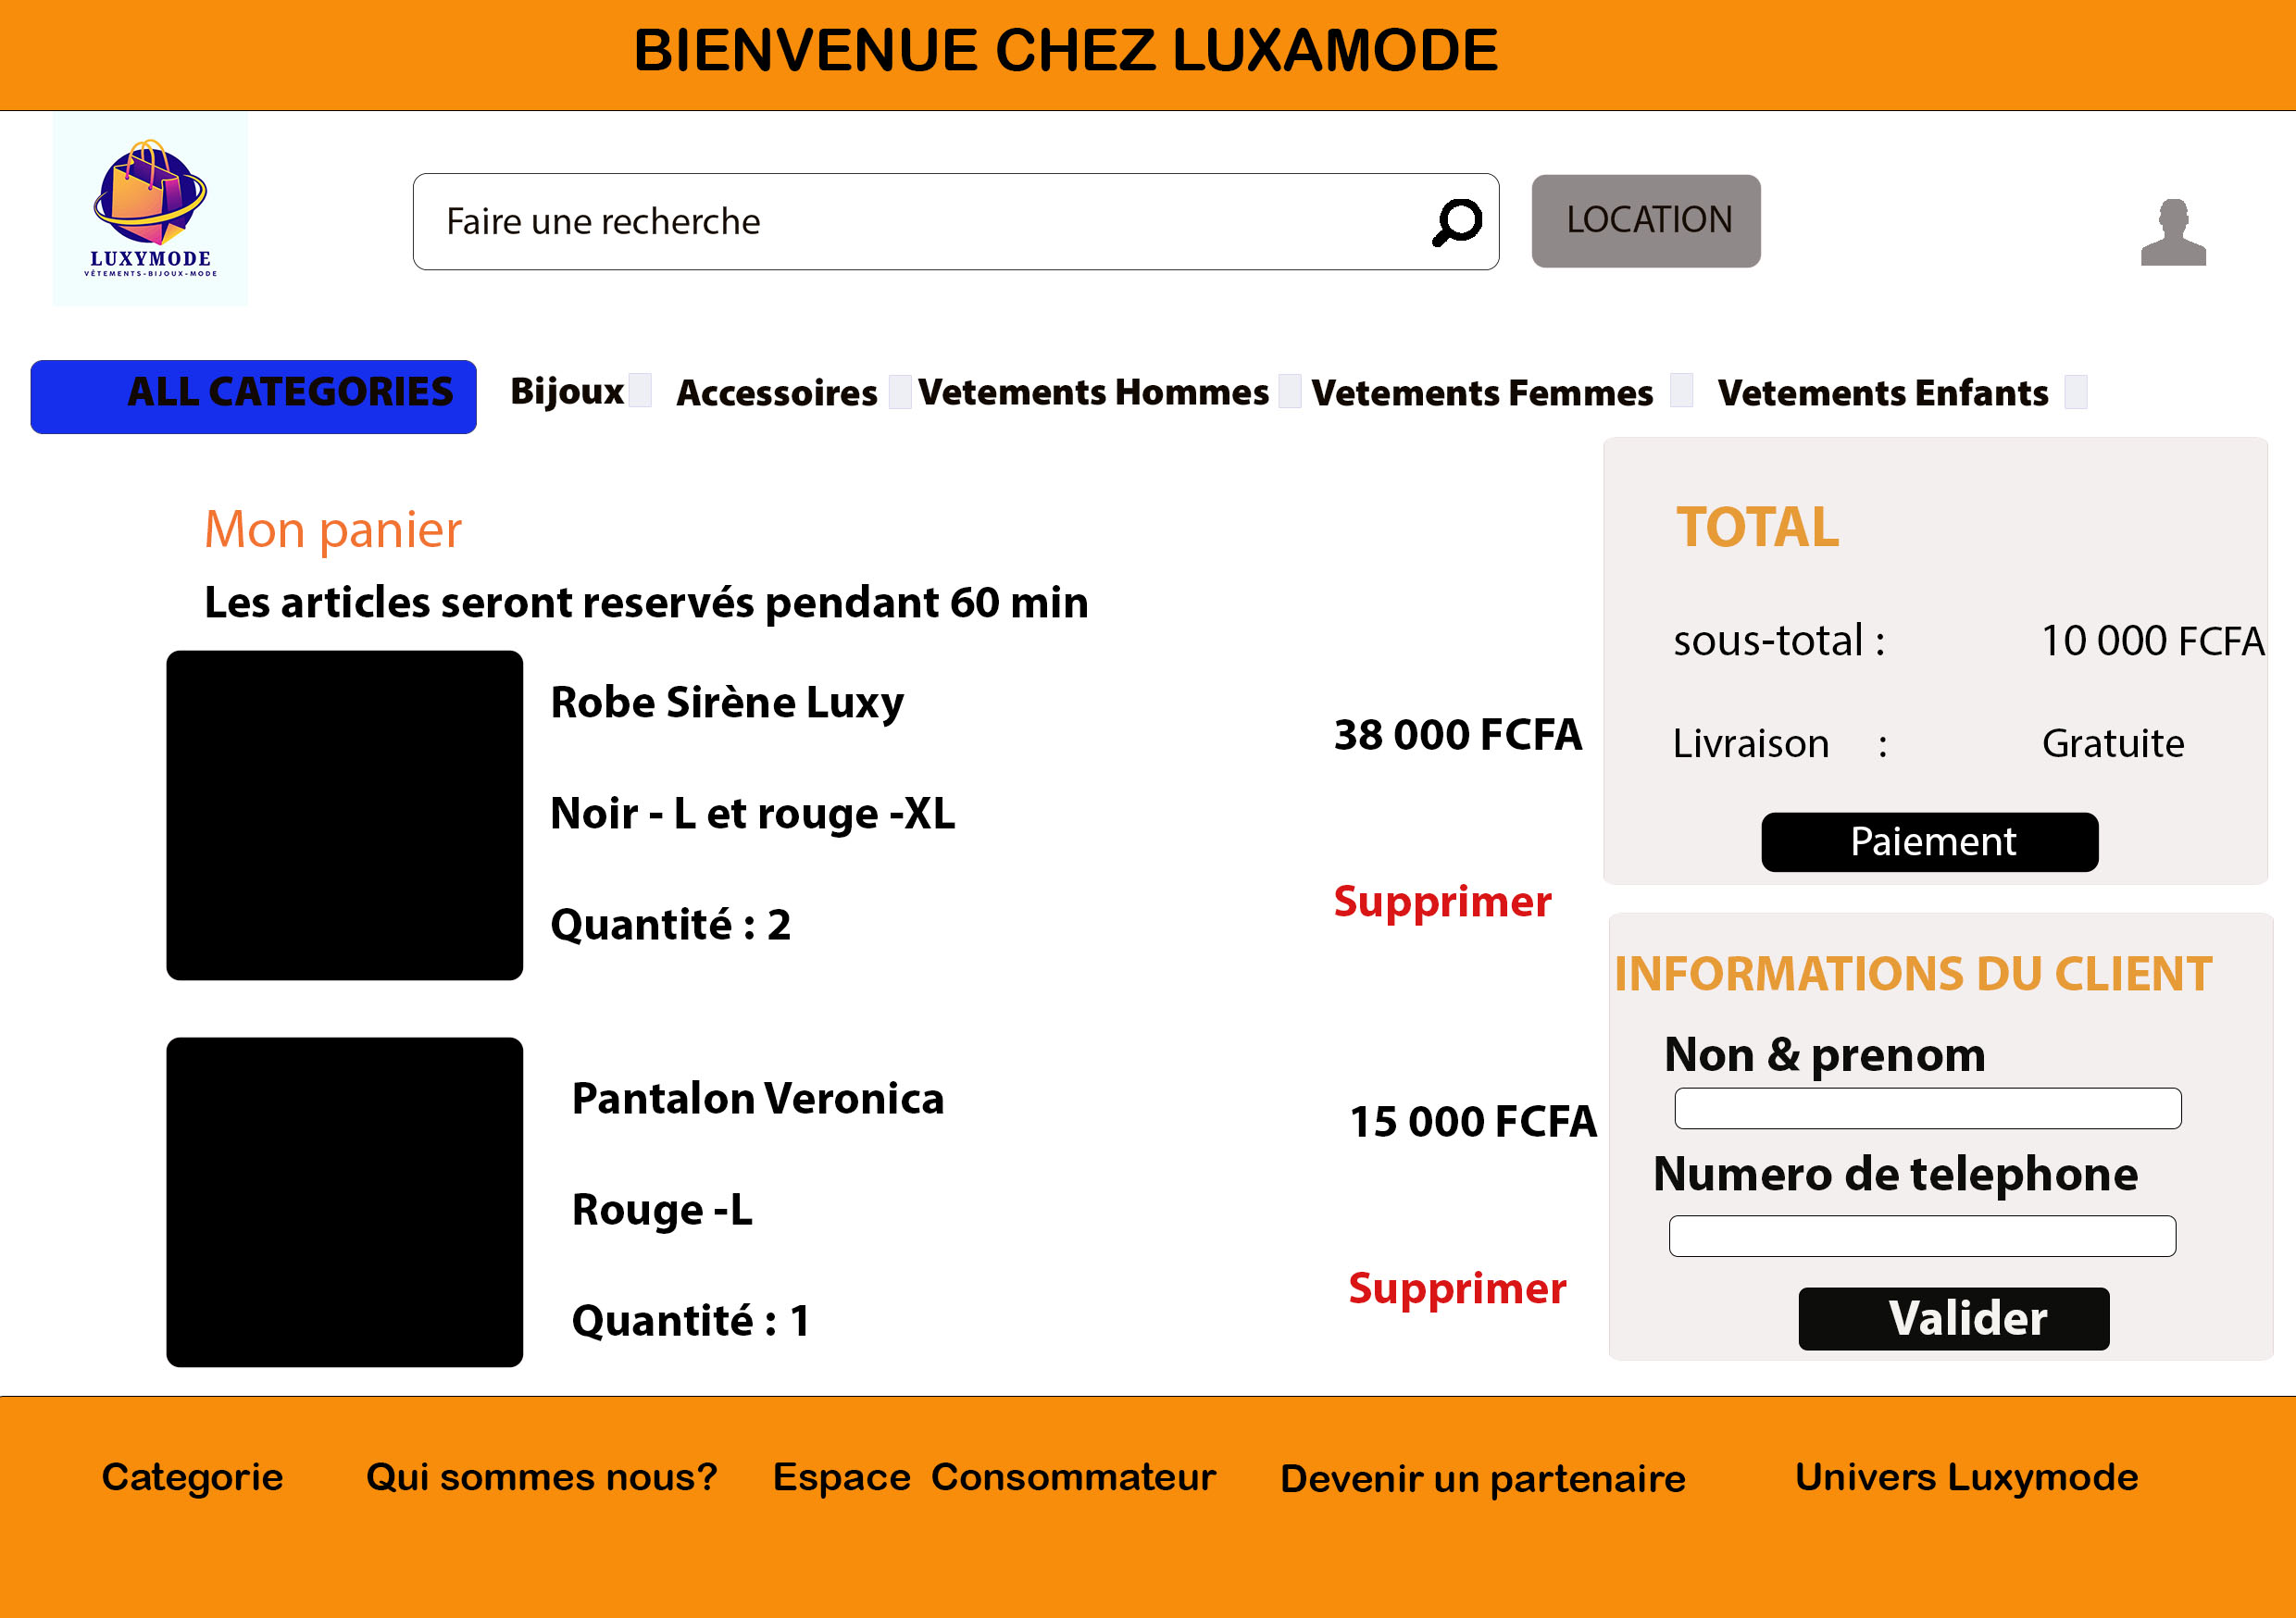 BIENVENUE CHEZ LUXAMODE
LUXYMODE
VÊTEMENTS-BIJOUX-MODE
Faire une recherche
LOCATION
ALL CATEGORIES
Bijoux
Accessoires
Vetements Hommes
Vetements Femmes
Vetements Enfants
Mon panier
Les articles seront reservés pendant 60 min
Robe Sirène Luxy
38 000 FCFA
Noir - L et rouge -XL
Supprimer
Quantité : 2
Pantalon Veronica
15 000 FCFA
Rouge -L
Supprimer
Quantité : 1
TOTAL
sous-total : 10 000 FCFA
Livraison : Gratuite
Paiement
INFORMATIONS DU CLIENT
Non & prenom
Numero de telephone
Valider
Categorie
Qui sommes nous?
Espace Consommateur
Devenir un partenaire
Univers Luxymode